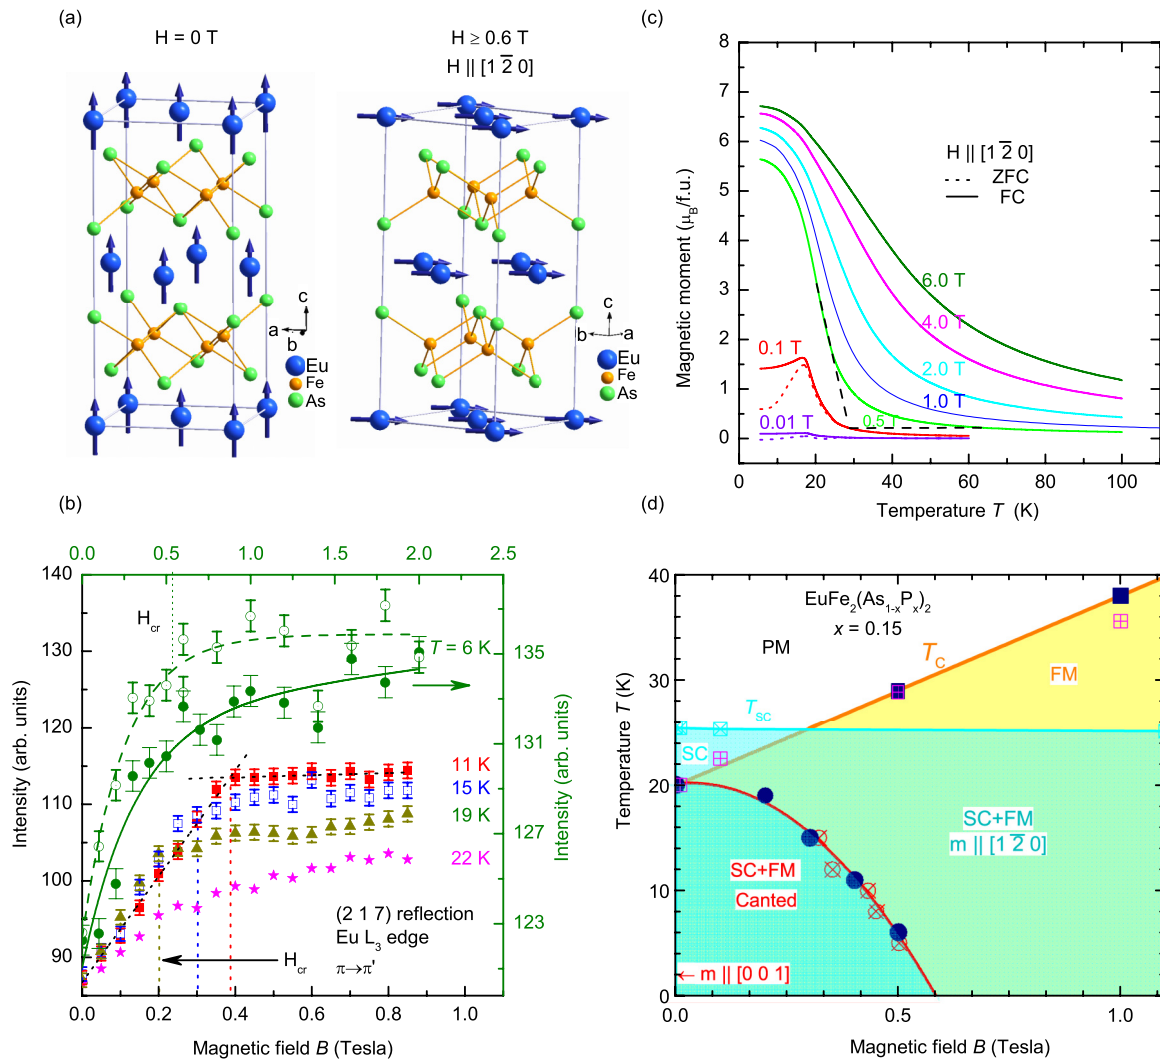 (a)
H = 0 T
H ≥ 0.6 T
H || [1 2̅ 0]
c
a
b
Eu
Fe
As
c
b
a
Eu
Fe
As
(c)
8
7
6
5
4
3
2
1
0
Magnetic moment (μB/f.u.)
H || [1 2̅ 0]
ZFC
FC
6.0 T
4.0 T
2.0 T
1.0 T
0.5 T
0.1 T
0.01 T
0 20 40 60 80 100
Temperature T (K)
(b)
0.0 0.5 1.0 1.5 2.0 2.5
140
130
120
110
100
90
Intensity (arb. units)
135
131
127
123
Intensity (arb. units)
Hcr
T = 6 K
11 K
15 K
19 K
22 K
(2 1 7) reflection
Eu L3 edge
π→π'
Hcr
0.0 0.2 0.4 0.6 0.8 1.0
Magnetic field B (Tesla)
(d)
40
30
20
10
0
Temperature T (K)
EuFe2(As1-xPx)2
x = 0.15
PM
TC
FM
TSC
SC
SC+FM
m || [1 2̅ 0]
SC+FM
Canted
← m || [0 0 1]
0.0 0.5 1.0
Magnetic field B (Tesla)